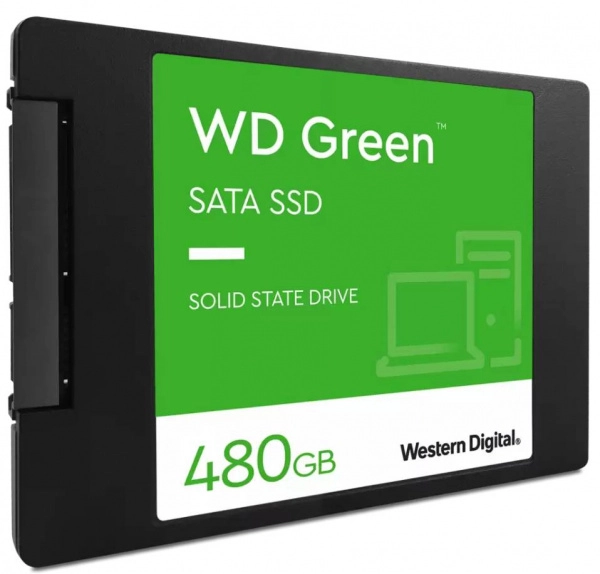 WD Green™
SATA SSD
SOLID STATE DRIVE
480GB
Western Digital®